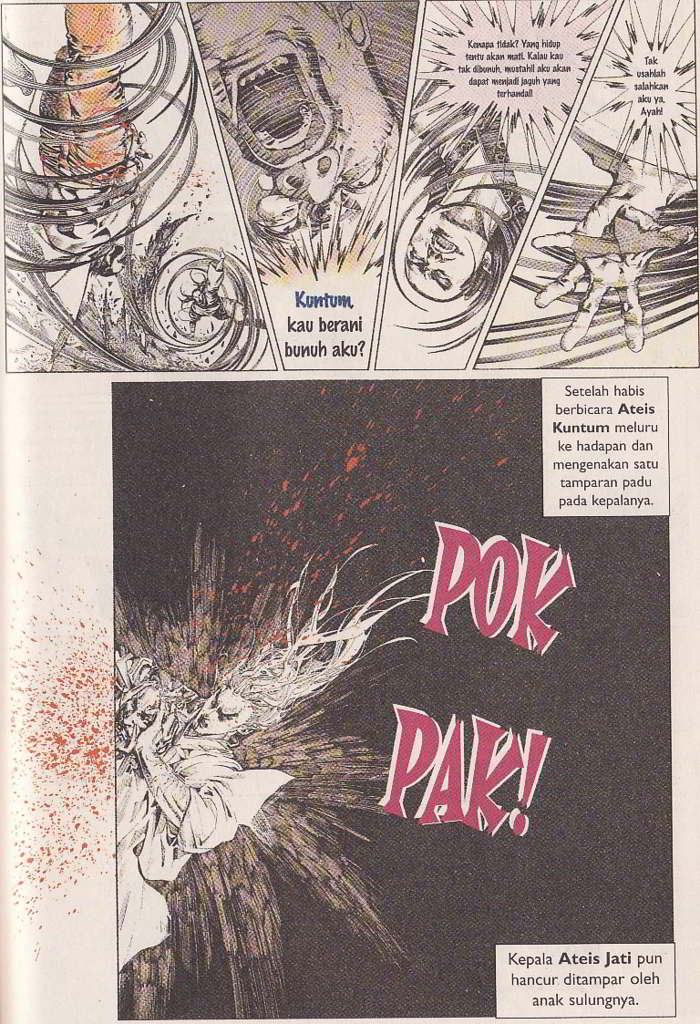 Kuntum,
kau berani
bunuh aku?
Kenapa tidak? Yang hidup
tentu akan mati. Kalau kau
tak dibunuh, mustahil aku akan
dapat menjadi jaguh yang
terhandal!
Tak
usahlah
salahkan
aku ya,
Ayah!
Setelah habis
berbicara Ateis
Kuntum meluru
ke hadapan dan
mengenakan satu
tamparan padu
pada kepalanya.
POK
PAK!
Kepala Ateis Jati pun
hancur ditampar oleh
anak sulungnya.